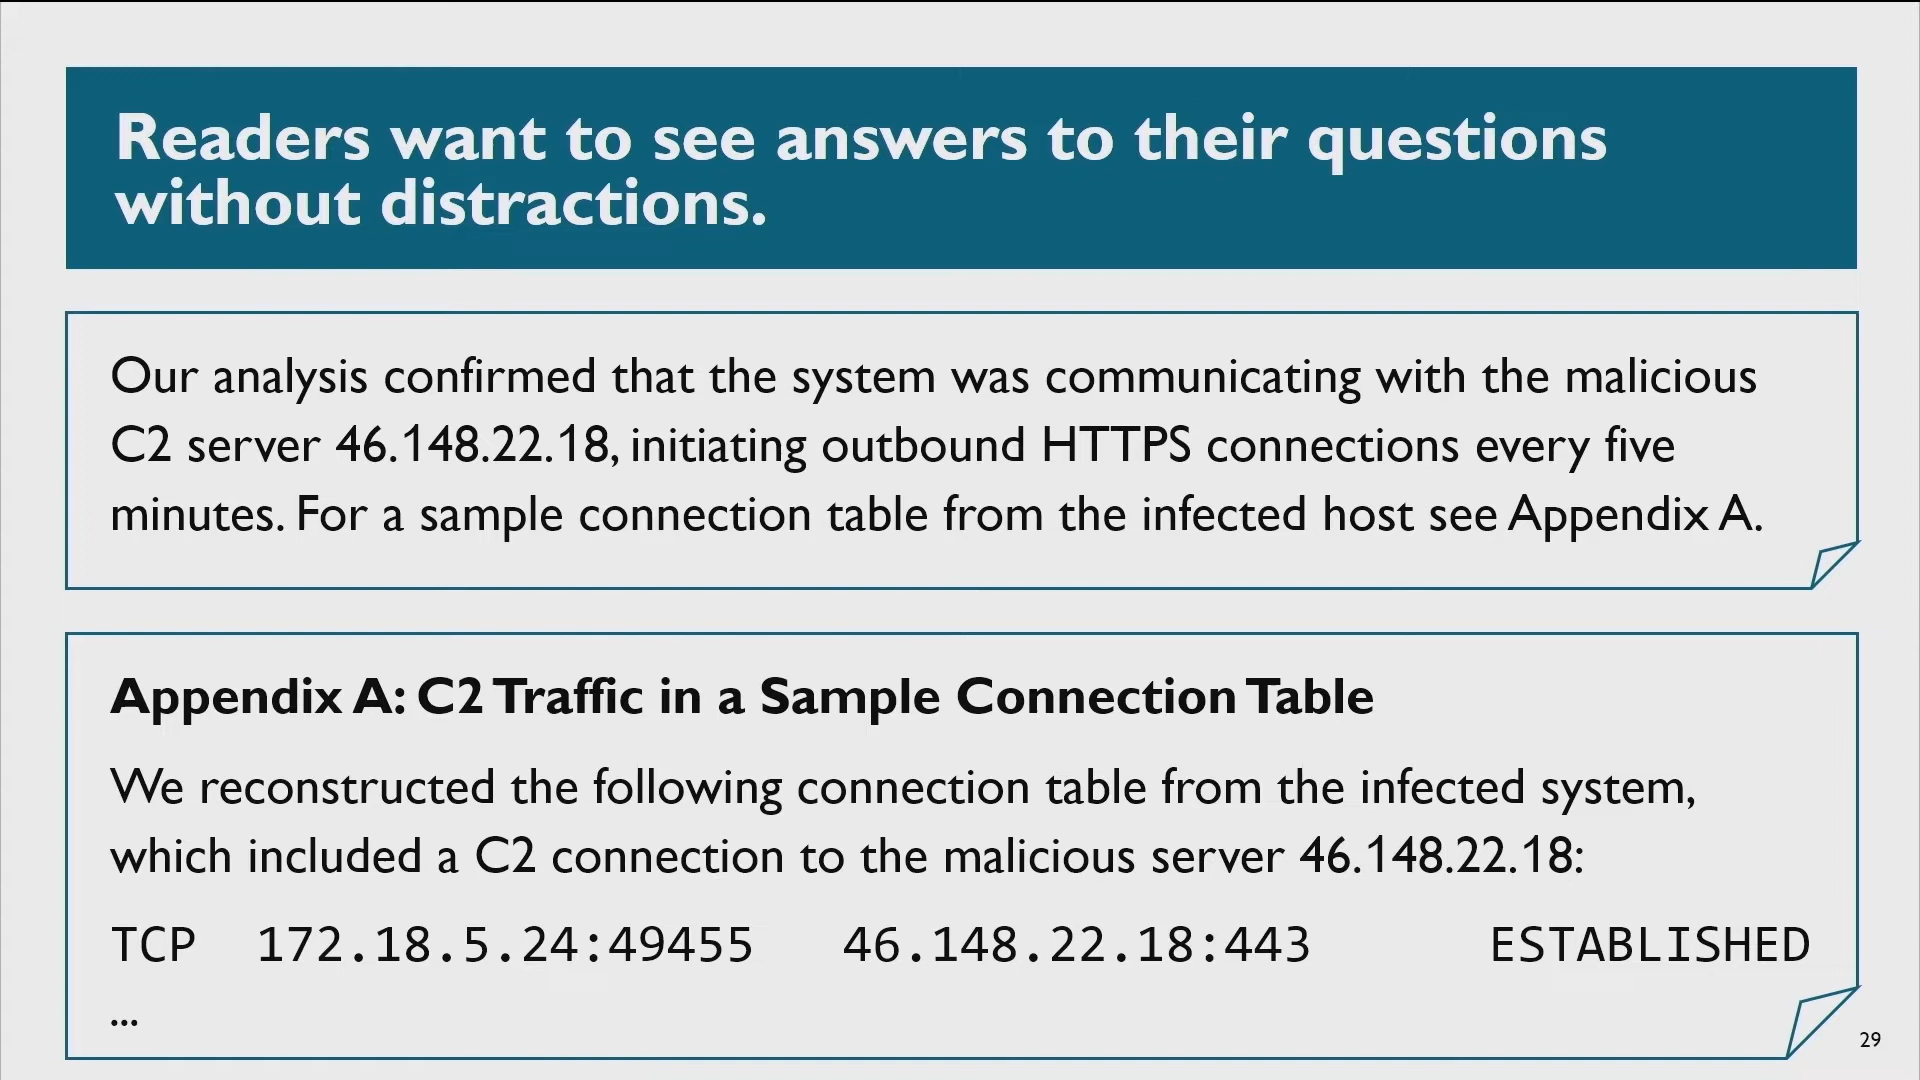 Readers want to see answers to their questions
without distractions.
Our analysis confirmed that the system was communicating with the malicious
C2 server 46.148.22.18, initiating outbound HTTPS connections every five
minutes. For a sample connection table from the infected host see Appendix A.
Appendix A: C2 Traffic in a Sample Connection Table
We reconstructed the following connection table from the infected system,
which included a C2 connection to the malicious server 46.148.22.18:
TCP 172.18.5.24:49455 46.148.22.18:443 ESTABLISHED
...
29